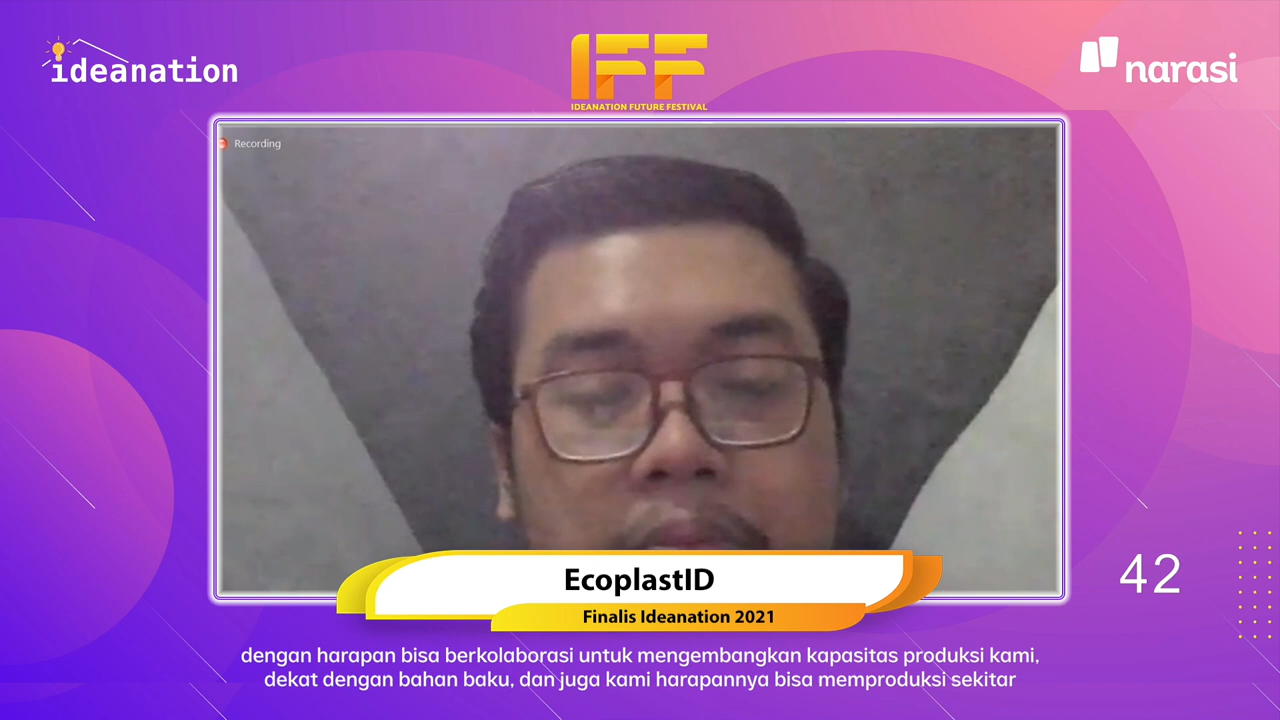 ideanation
IFF
IDEANATION FUTURE FESTIVAL
narasi
Recording
EcoplastID
Finalis Ideanation 2021
42
dengan harapan bisa berkolaborasi untuk mengembangkan kapasitas produksi kami,
dekat dengan bahan baku, dan juga kami harapannya bisa memproduksi sekitar